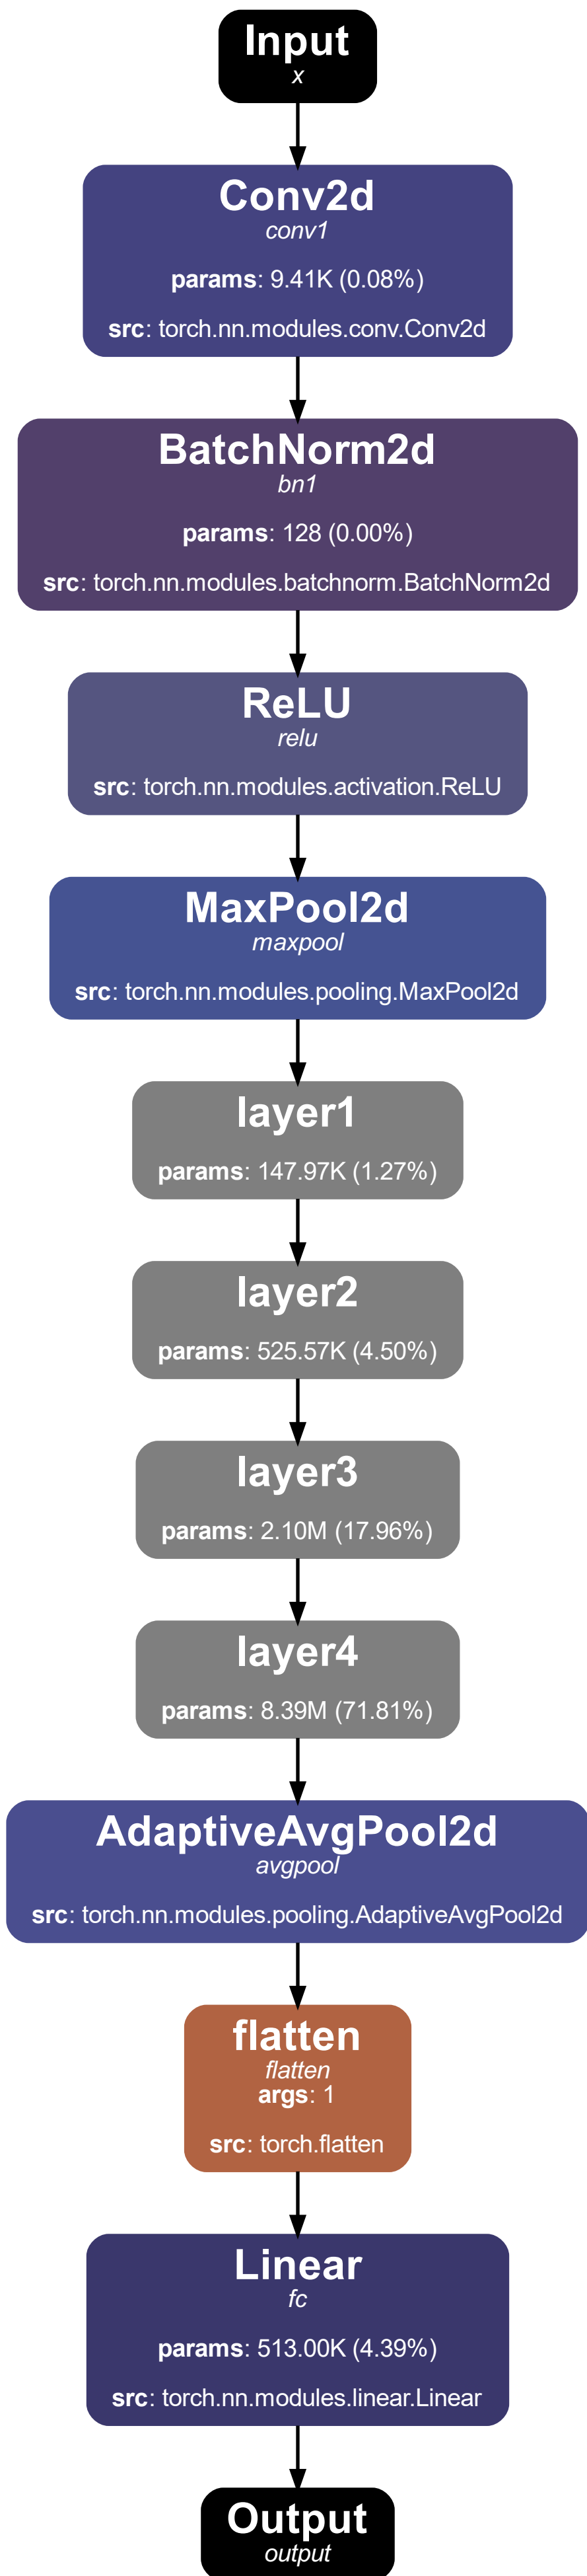 Input
x
Conv2d
conv1
params: 9.41K (0.08%)
src: torch.nn.modules.conv.Conv2d
BatchNorm2d
bn1
params: 128 (0.00%)
src: torch.nn.modules.batchnorm.BatchNorm2d
ReLU
relu
src: torch.nn.modules.activation.ReLU
MaxPool2d
maxpool
src: torch.nn.modules.pooling.MaxPool2d
layer1
params: 147.97K (1.27%)
layer2
params: 525.57K (4.50%)
layer3
params: 2.10M (17.96%)
layer4
params: 8.39M (71.81%)
AdaptiveAvgPool2d
avgpool
src: torch.nn.modules.pooling.AdaptiveAvgPool2d
flatten
flatten
args: 1
src: torch.flatten
Linear
fc
params: 513.00K (4.39%)
src: torch.nn.modules.linear.Linear
Output
output